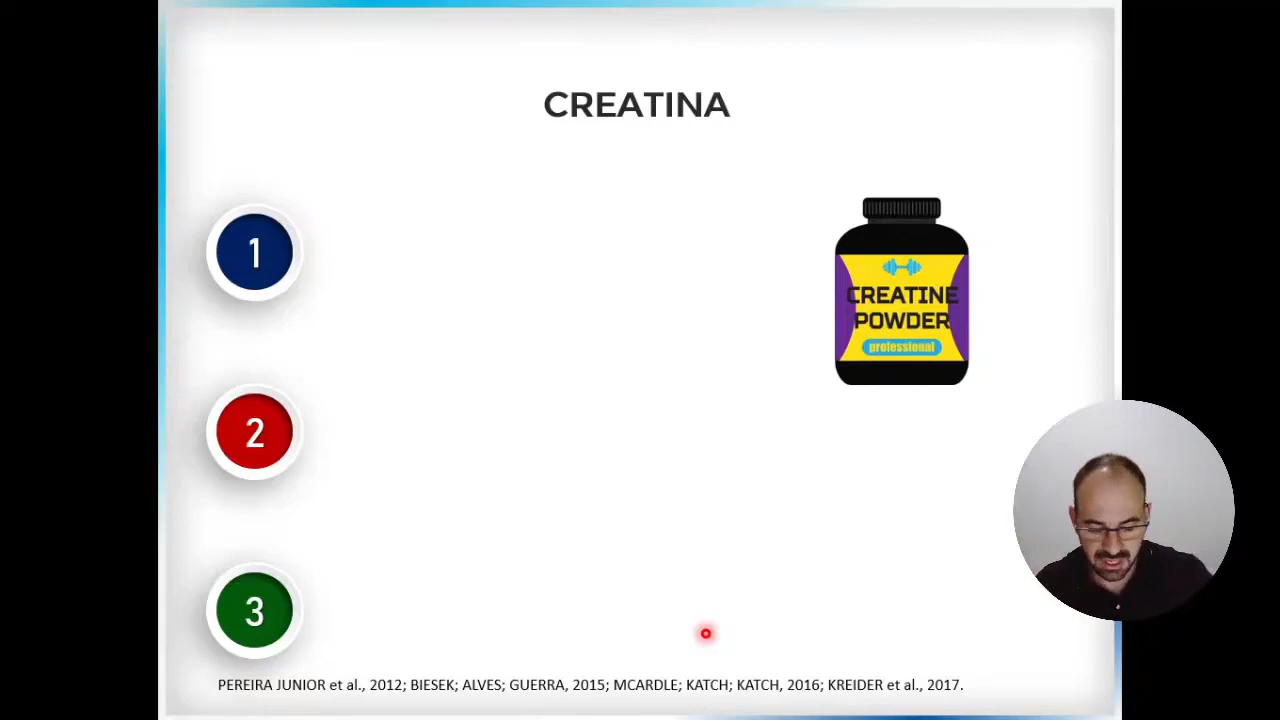 CREATINA
1
CREATINE
POWDER
professional
2
3
PEREIRA JUNIOR et al., 2012; BIESEK; ALVES; GUERRA, 2015; MCARDLE; KATCH; KATCH, 2016; KREIDER et al., 2017.